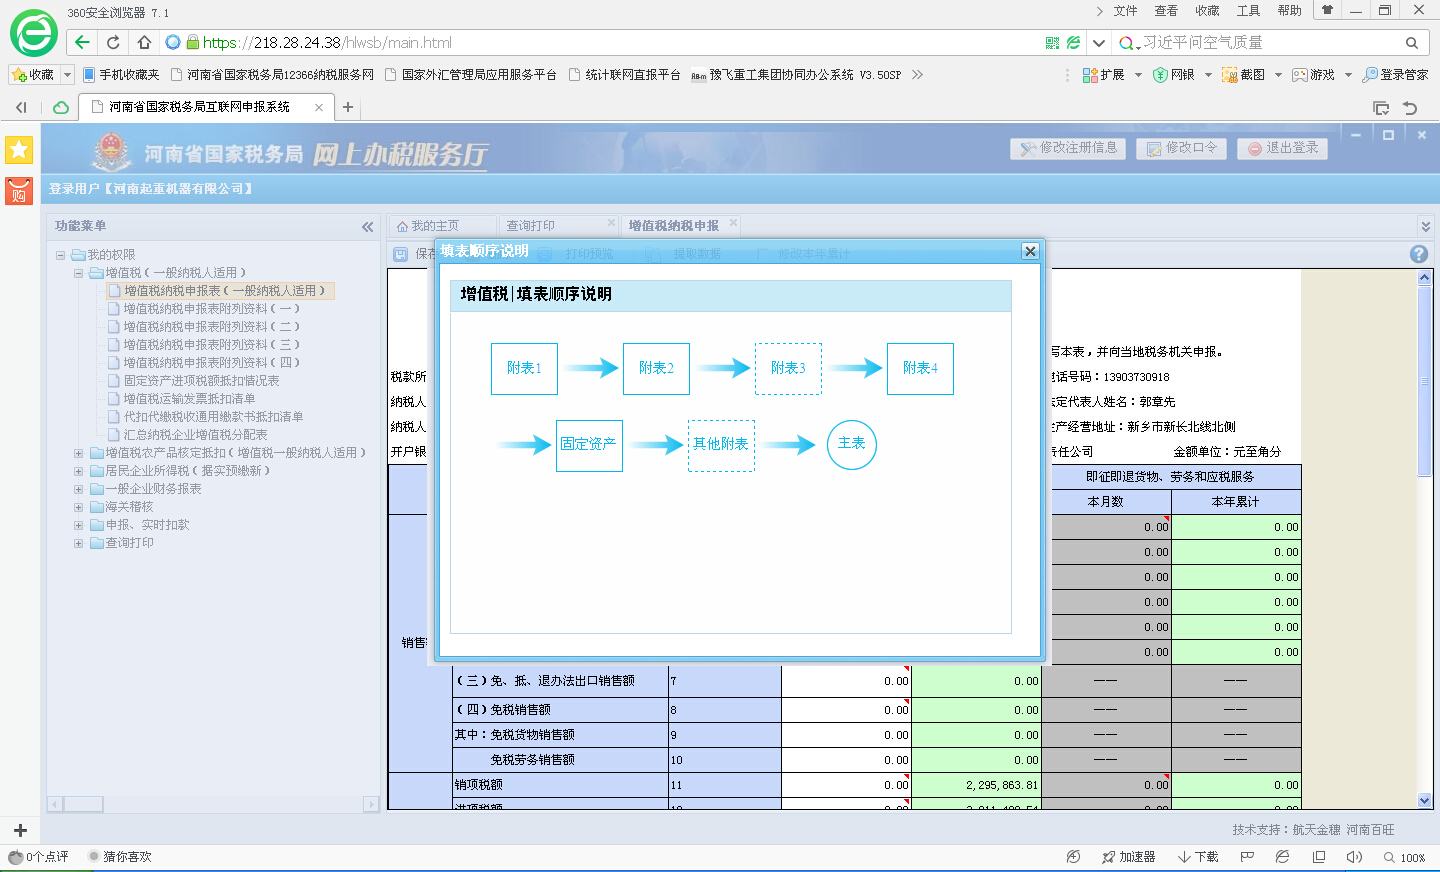 360安全浏览器 7.1
文件 查看 收藏 工具 帮助
https://218.28.24.38/hlwsb/main.html
习近平问空气质量
收藏 手机收藏夹 河南省国家税务局12366纳税服务网 国家外汇管理局应用服务平台 统计联网直报平台 豫飞重工集团协同办公系统 V3.50SP
扩展 网银 截图 游戏 登录管家
河南省国家税务局互联网申报系统
河南省国家税务局 网上办税服务厅
修改注册信息 修改口令 退出登录
购
登录用户【河南起重机器有限公司】
功能菜单
我的主页 查询打印 增值税纳税申报
打印预览 提取数据 修改本年累计
我的权限
增值税（一般纳税人适用）
增值税纳税申报表（一般纳税人适用）
增值税纳税申报表附列资料（一）
增值税纳税申报表附列资料（二）
增值税纳税申报表附列资料（三）
增值税纳税申报表附列资料（四）
固定资产进项税额抵扣情况表
增值税运输发票抵扣清单
代扣代缴税收通用缴款书抵扣清单
汇总纳税企业增值税分配表
增值税农产品核定抵扣（增值税一般纳税人适用）
居民企业所得税（据实预缴新）
一般企业财务报表
海关稽核
申报、实时扣款
查询打印
填表顺序说明
增值税|填表顺序说明
附表1 附表2 附表3 附表4
固定资产 其他附表 主表
写本表，并向当地税务机关申报。
税款所
电话号码：13903730918
纳税人
法定代表人姓名：郭章先
纳税人
生产经营地址：新乡市新长北线北侧
开户银
责任公司 金额单位：元至角分
即征即退货物、劳务和应税服务
本月数 本年累计
0.00 0.00
0.00 0.00
0.00 0.00
0.00 0.00
0.00 0.00
0.00 0.00
销售
（三）免、抵、退办法出口销售额 7 0.00 0.00 —— ——
（四）免税销售额 8 0.00 0.00 —— ——
其中：免税货物销售额 9 0.00 0.00 —— ——
免税劳务销售额 10 0.00 0.00 —— ——
销项税额 11 0.00 2,295,863.81 0.00 0.00
技术支持：航天金穗 河南百旺
0个点评 猜你喜欢
加速器 下载 100%